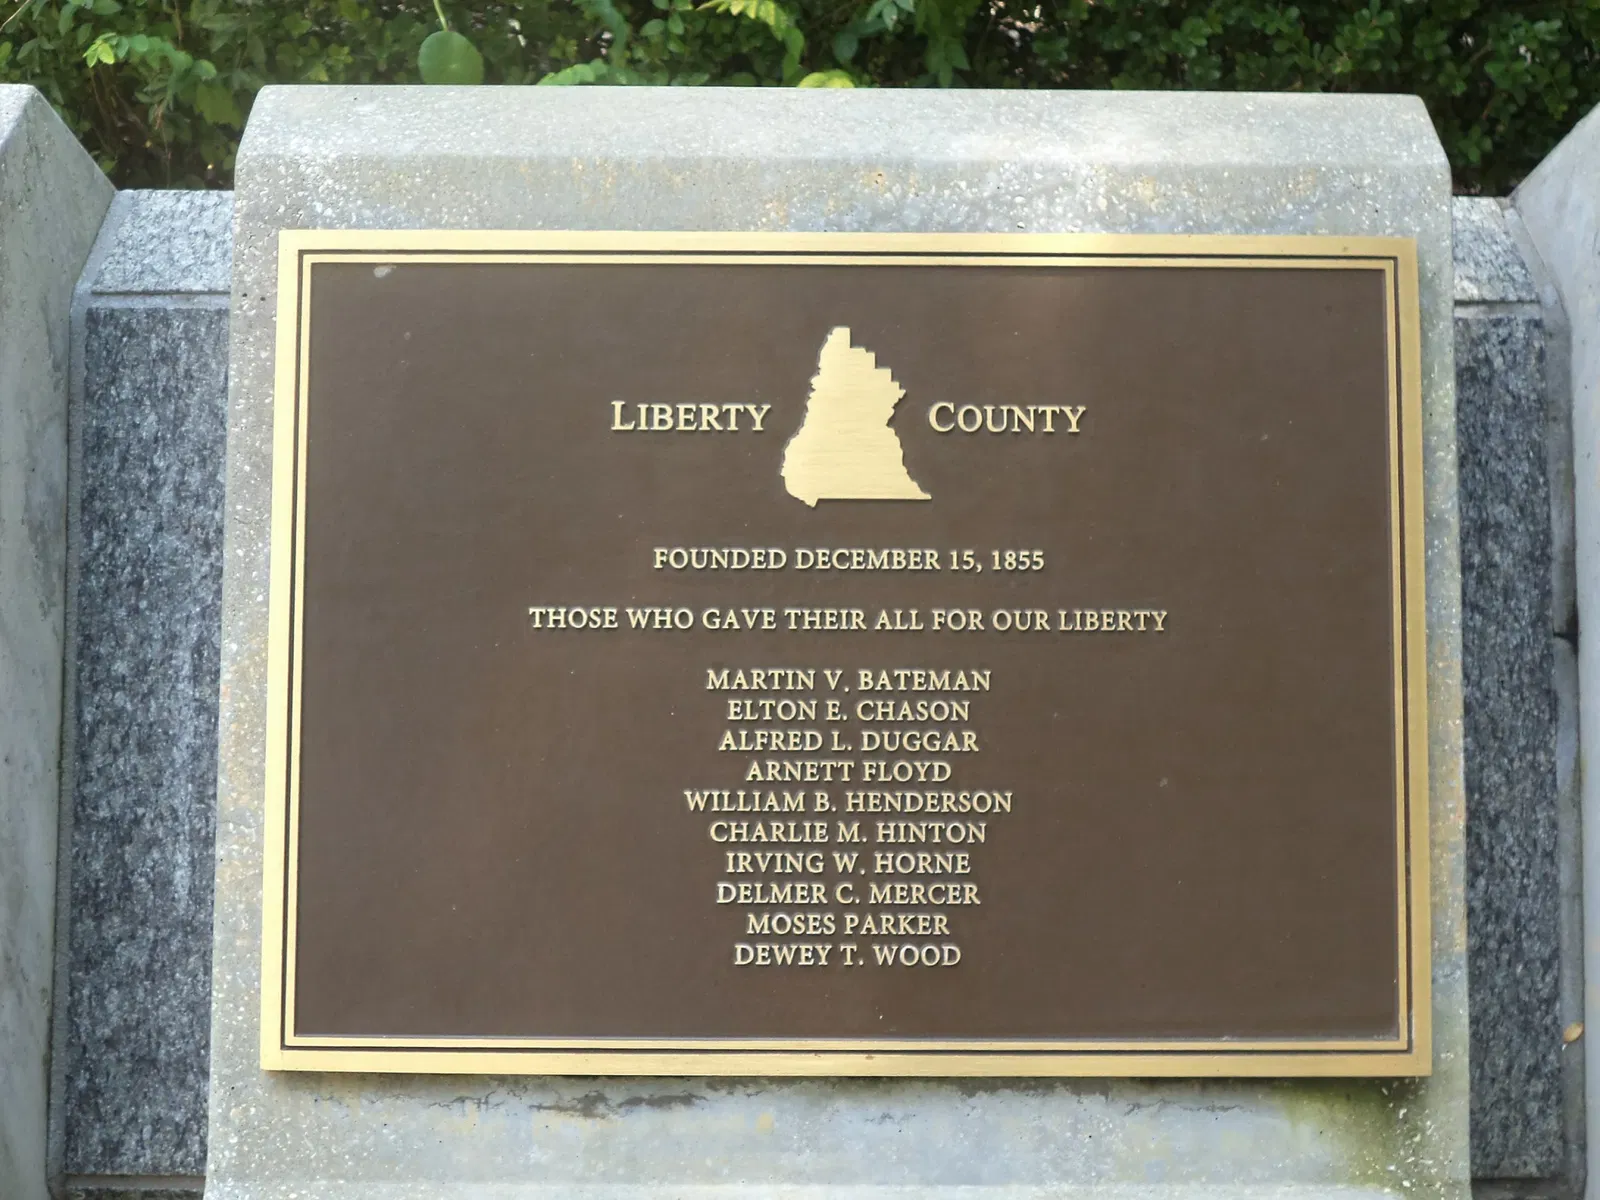 LIBERTY COUNTY
FOUNDED DECEMBER 15, 1855
THOSE WHO GAVE THEIR ALL FOR OUR LIBERTY
MARTIN V. BATEMAN
ELTON E. CHASON
ALFRED L. DUGGAR
ARNETT FLOYD
WILLIAM B. HENDERSON
CHARLIE M. HINTON
IRVING W. HORNE
DELMER C. MERCER
MOSES PARKER
DEWEY T. WOOD